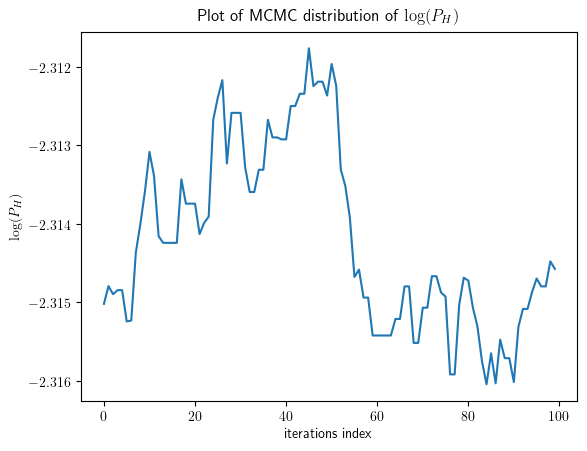 Plot of MCMC distribution of log(P_H)
−2.312
−2.313
−2.314
−2.315
−2.316
log(P_H)
0 20 40 60 80 100
iterations index